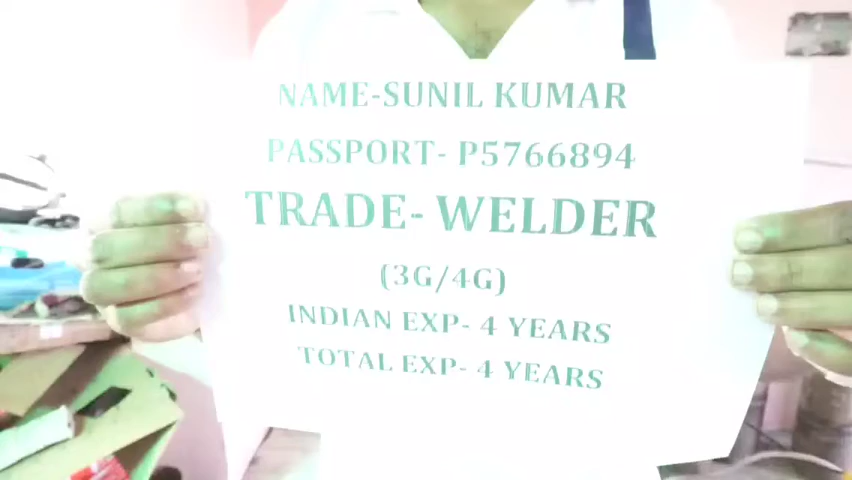 NAME-SUNIL KUMAR
PASSPORT- P5766894
TRADE- WELDER
(3G/4G)
INDIAN EXP- 4 YEARS
TOTAL EXP- 4 YEARS